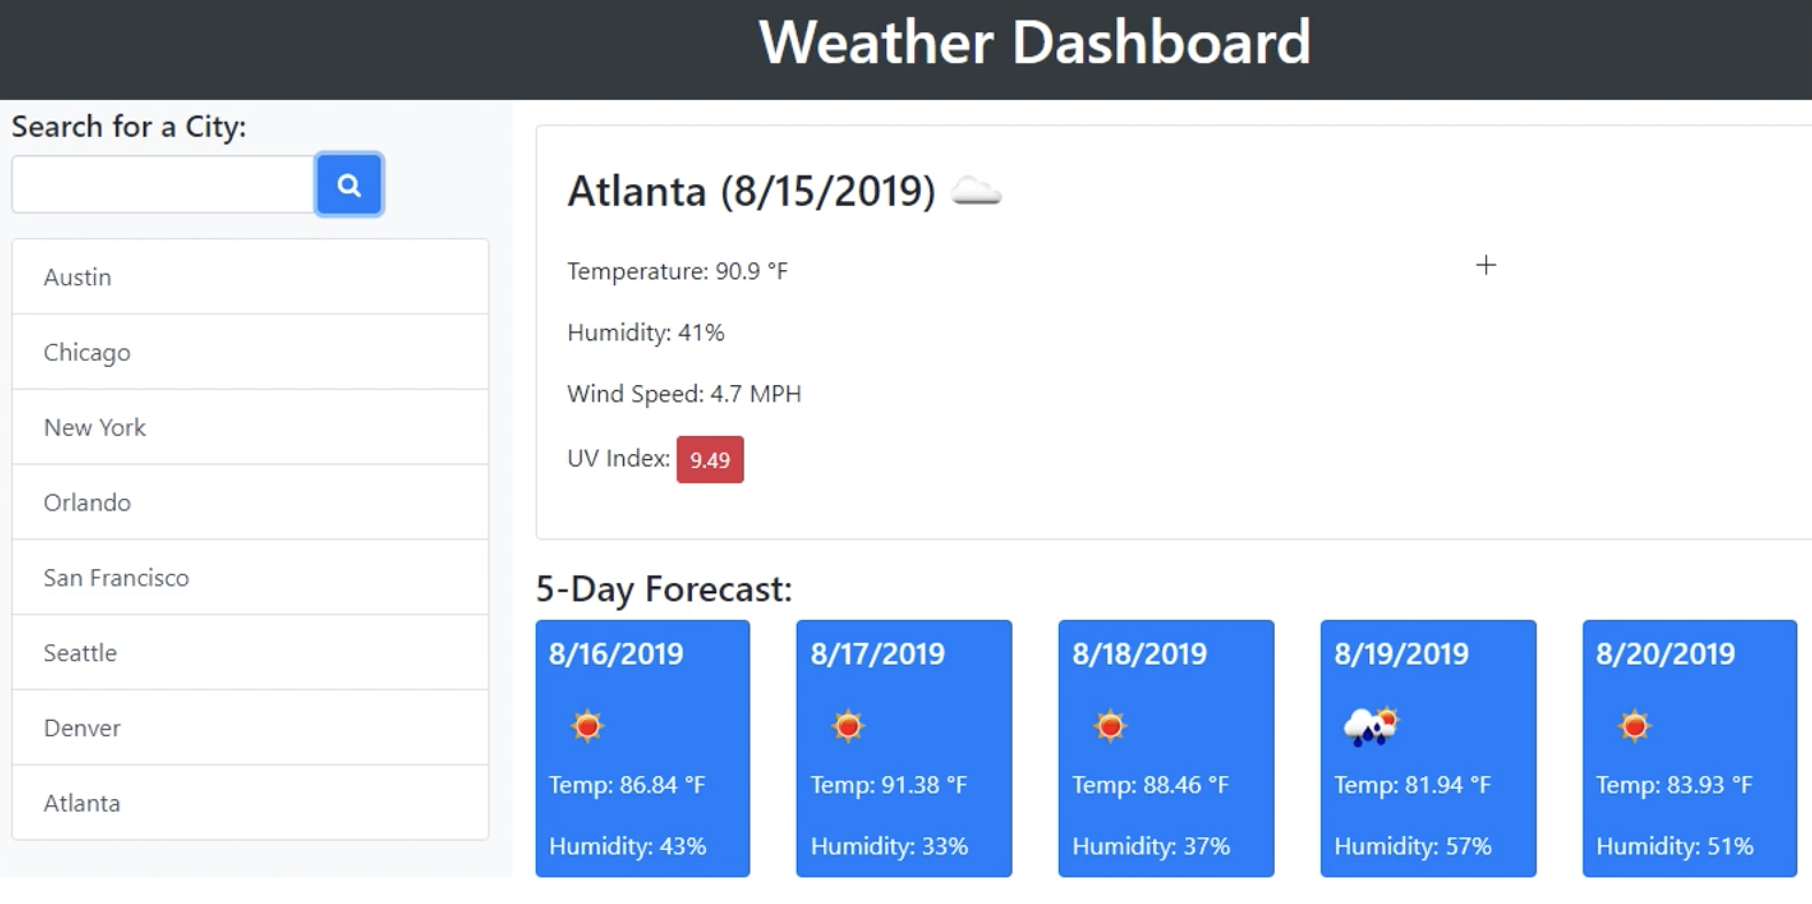 Weather Dashboard
Search for a City:
Austin
Chicago
New York
Orlando
San Francisco
Seattle
Denver
Atlanta
Atlanta (8/15/2019)
Temperature: 90.9 °F
Humidity: 41%
Wind Speed: 4.7 MPH
UV Index: 9.49
5-Day Forecast:
8/16/2019
Temp: 86.84 °F
Humidity: 43%
8/17/2019
Temp: 91.38 °F
Humidity: 33%
8/18/2019
Temp: 88.46 °F
Humidity: 37%
8/19/2019
Temp: 81.94 °F
Humidity: 57%
8/20/2019
Temp: 83.93 °F
Humidity: 51%